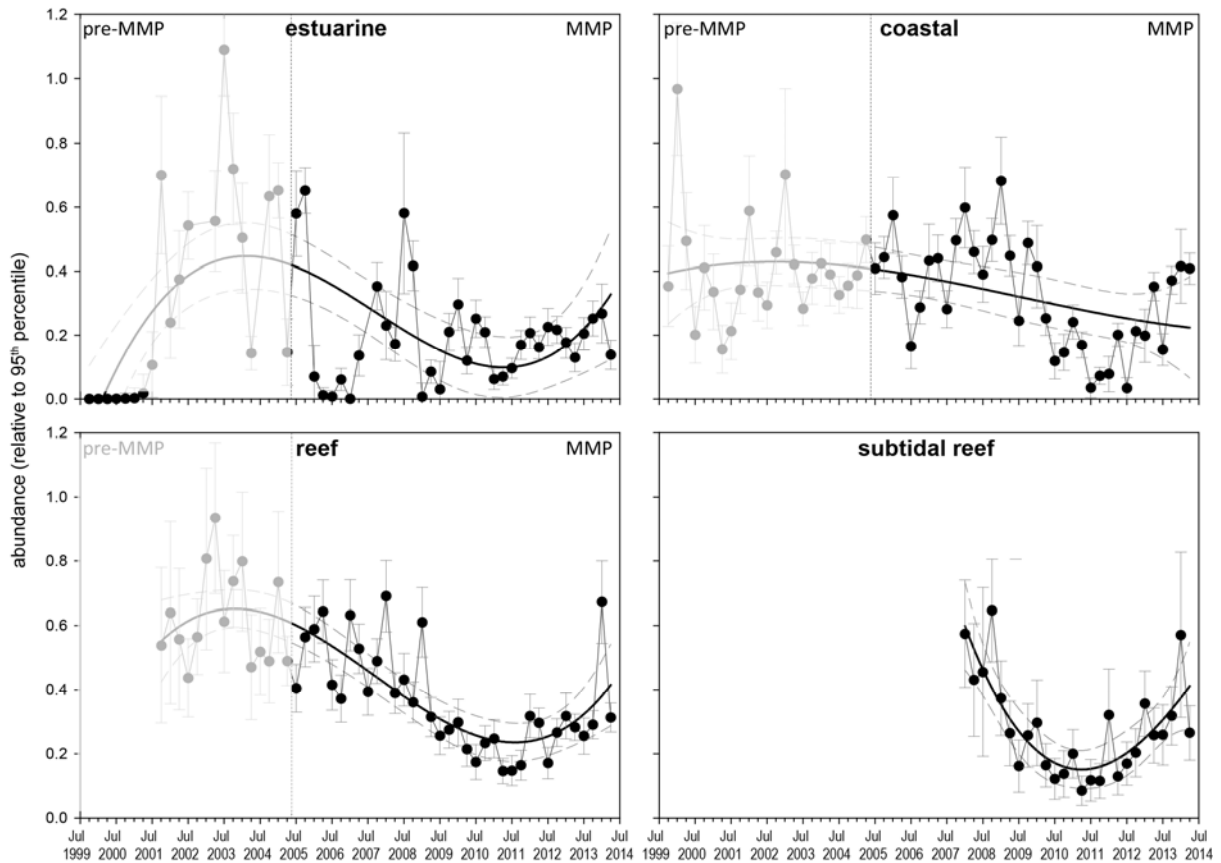 abundance (relative to 95th percentile)
1.2
1.0
0.8
0.6
0.4
0.2
0.0
pre-MMP estuarine MMP
pre-MMP coastal MMP
1.2
1.0
0.8
0.6
0.4
0.2
0.0
pre-MMP reef MMP
subtidal reef
Jul Jul Jul Jul Jul Jul Jul Jul Jul Jul Jul Jul Jul Jul Jul Jul
1999 2000 2001 2002 2003 2004 2005 2006 2007 2008 2009 2010 2011 2012 2013 2014
Jul Jul Jul Jul Jul Jul Jul Jul Jul Jul Jul Jul Jul Jul Jul Jul
1999 2000 2001 2002 2003 2004 2005 2006 2007 2008 2009 2010 2011 2012 2013 2014